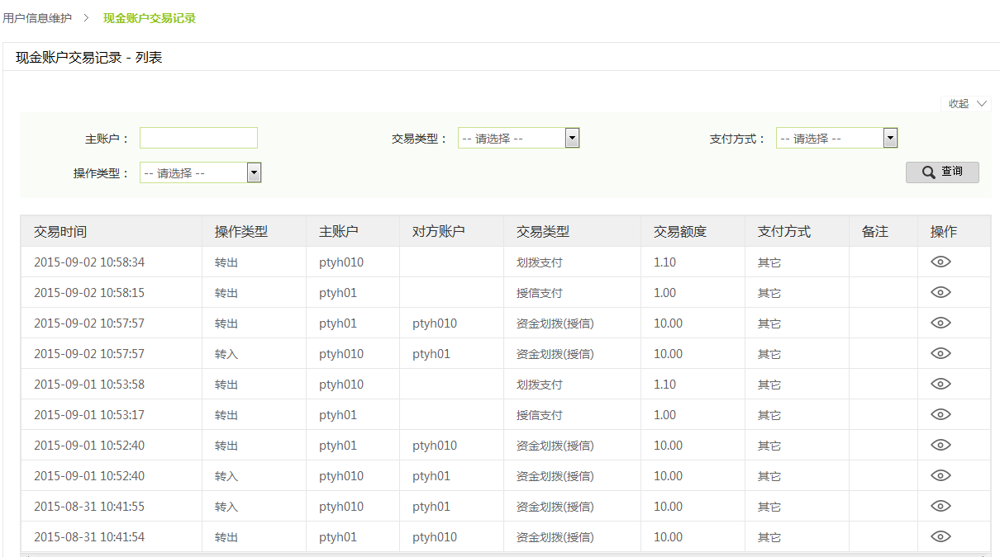 用户信息维护 > 现金账户交易记录
现金账户交易记录 - 列表
收起
主账户： 交易类型： -- 请选择 -- 支付方式： -- 请选择 --
操作类型： -- 请选择 -- 查询
交易时间 操作类型 主账户 对方账户 交易类型 交易额度 支付方式 备注 操作
2015-09-02 10:58:34 转出 ptyh010 划拨支付 1.10 其它
2015-09-02 10:58:15 转出 ptyh01 授信支付 1.00 其它
2015-09-02 10:57:57 转出 ptyh01 ptyh010 资金划拨(授信) 10.00 其它
2015-09-02 10:57:57 转入 ptyh010 ptyh01 资金划拨(授信) 10.00 其它
2015-09-01 10:53:58 转出 ptyh010 划拨支付 1.10 其它
2015-09-01 10:53:17 转出 ptyh01 授信支付 1.00 其它
2015-09-01 10:52:40 转出 ptyh01 ptyh010 资金划拨(授信) 10.00 其它
2015-09-01 10:52:40 转入 ptyh010 ptyh01 资金划拨(授信) 10.00 其它
2015-08-31 10:41:55 转入 ptyh010 ptyh01 资金划拨(授信) 10.00 其它
2015-08-31 10:41:54 转出 ptyh01 ptyh010 资金划拨(授信) 10.00 其它